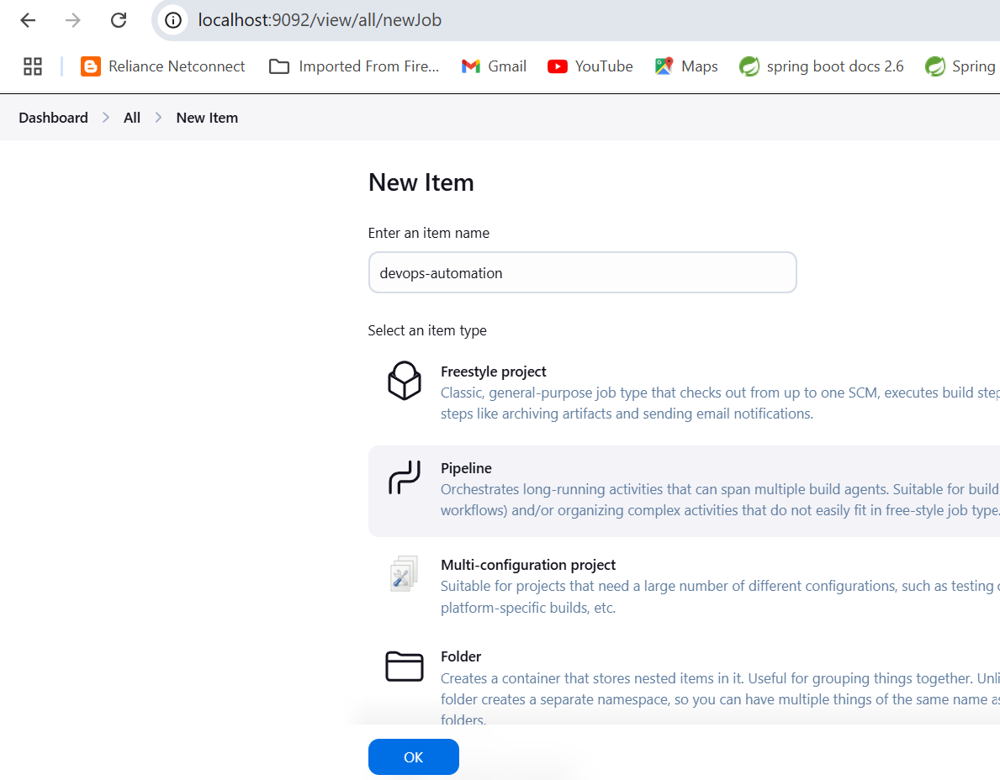 localhost:9092/view/all/newJob
Reliance Netconnect Imported From Fire... Gmail YouTube Maps spring boot docs 2.6 Spring
Dashboard All New Item
New Item
Enter an item name
devops-automation
Select an item type
Freestyle project
Classic, general-purpose job type that checks out from up to one SCM, executes build step
steps like archiving artifacts and sending email notifications.
Pipeline
Orchestrates long-running activities that can span multiple build agents. Suitable for build
workflows) and/or organizing complex activities that do not easily fit in free-style job type.
Multi-configuration project
Suitable for projects that need a large number of different configurations, such as testing
platform-specific builds, etc.
Folder
Creates a container that stores nested items in it. Useful for grouping things together. Unli
folder creates a separate namespace, so you can have multiple things of the same name as
folders.
OK